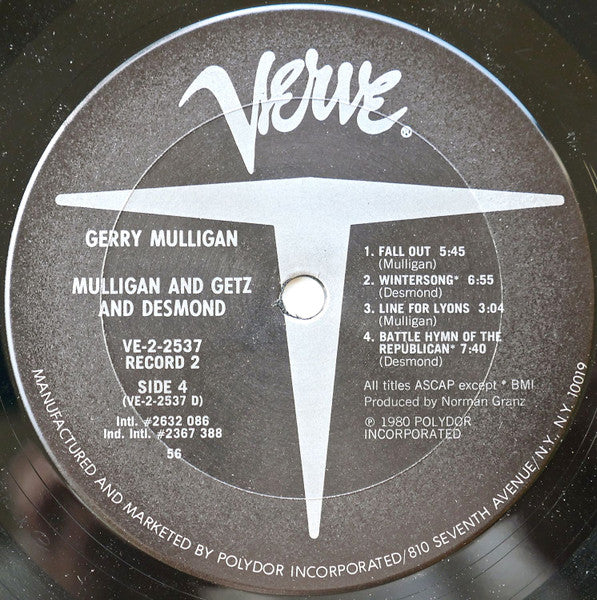 Verve®
GERRY MULLIGAN
MULLIGAN AND GETZ
AND DESMOND
VE-2-2537
RECORD 2
SIDE 4
(VE-2-2537 D)
Intl. #2632 086
Ind. Intl. #2367 388
56
1. FALL OUT 5:45
(Mulligan)
2. WINTERSONG* 6:55
(Desmond)
3. LINE FOR LYONS 3:04
(Mulligan)
4. BATTLE HYMN OF THE
REPUBLICAN* 7:40
(Desmond)
All titles ASCAP except * BMI
Produced by Norman Granz
℗ 1980 POLYDOR
INCORPORATED
MANUFACTURED AND MARKETED BY POLYDOR INCORPORATED/810 SEVENTH AVENUE/N.Y. N.Y. 10019